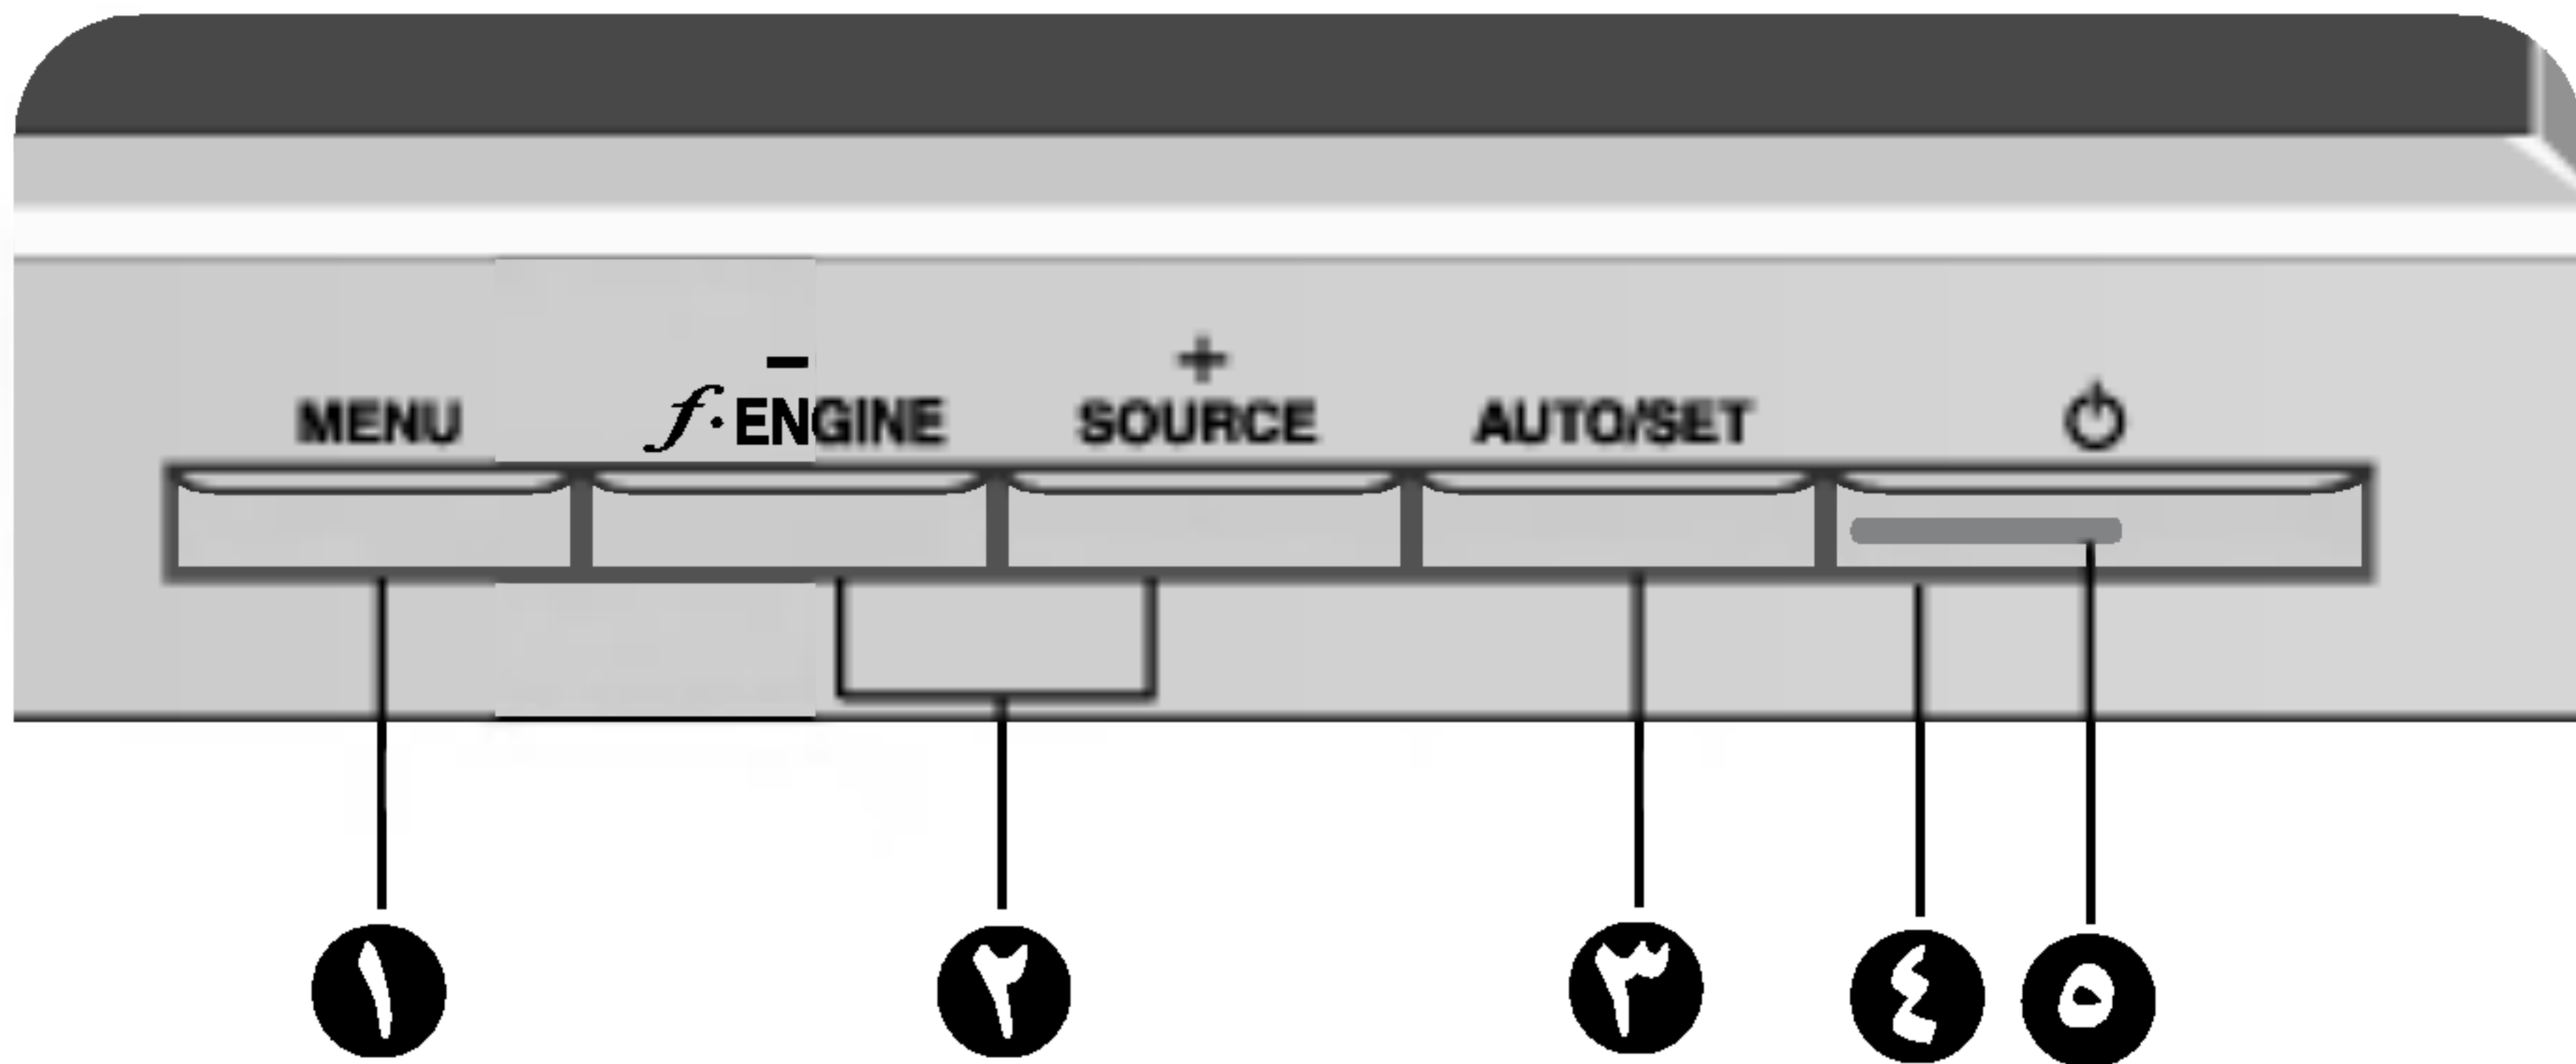 − +
MENU f·ENGINE SOURCE AUTO/SET
١ ٢ ٣ ٤ ٥